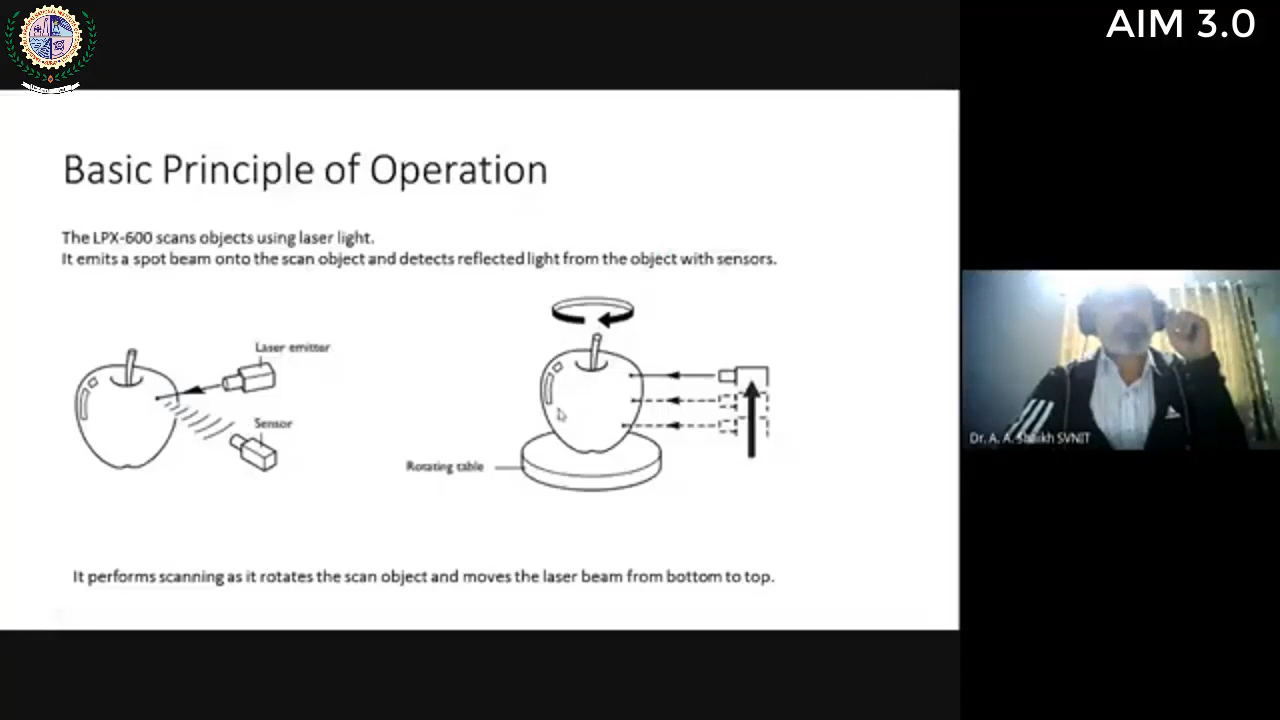 AIM 3.0
Basic Principle of Operation
The LPX-600 scans objects using laser light.
It emits a spot beam onto the scan object and detects reflected light from the object with sensors.
Laser emitter
Sensor
Rotating table
It performs scanning as it rotates the scan object and moves the laser beam from bottom to top.
Dr. A. A. Shaikh SVNIT